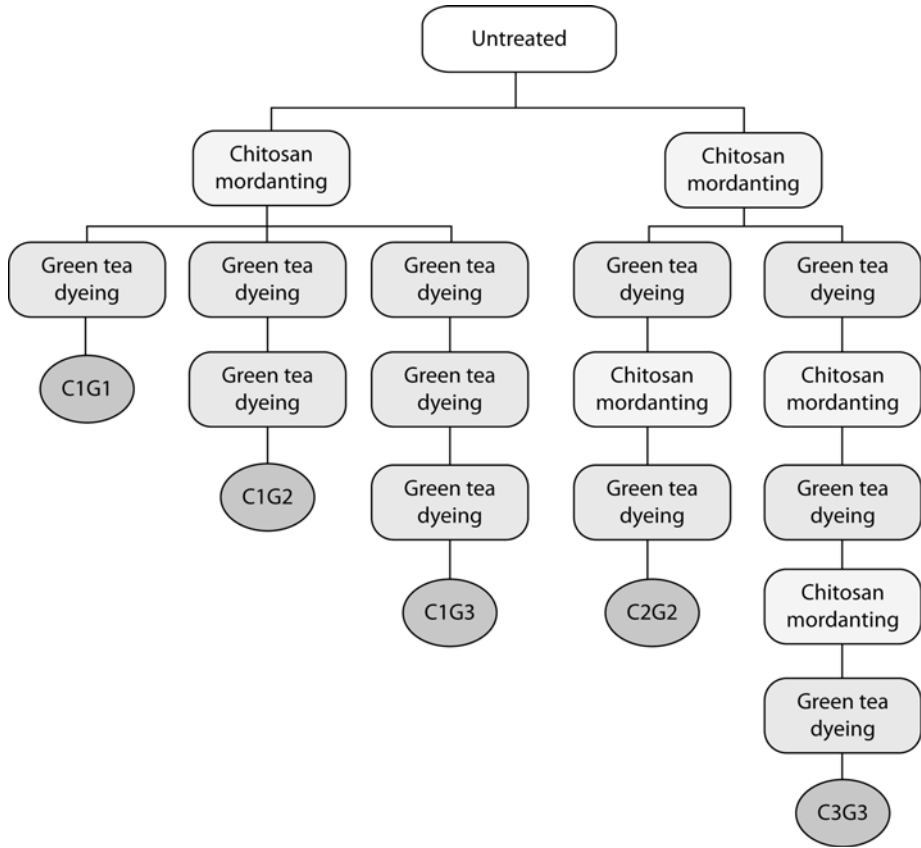 Untreated
Chitosan
mordanting
Chitosan
mordanting
Green tea
dyeing
Green tea
dyeing
Green tea
dyeing
Green tea
dyeing
Green tea
dyeing
C1G1
Green tea
dyeing
Green tea
dyeing
Chitosan
mordanting
Chitosan
mordanting
C1G2
Green tea
dyeing
Green tea
dyeing
Green tea
dyeing
C1G3
C2G2
Chitosan
mordanting
Green tea
dyeing
C3G3